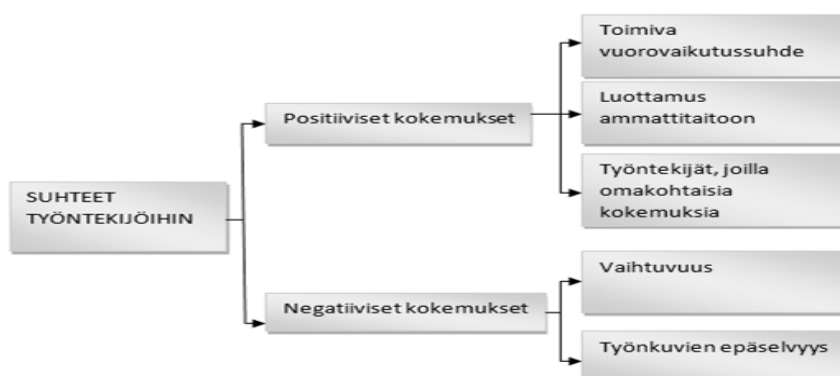 Toimiva
vuorovaikutussuhde
Positiiviset kokemukset
Luottamus
ammattitaitoon
Työntekijät, joilla
omakohtaisia
kokemuksia
SUHTEET
TYÖNTEKIJÖIHIN
Vaihtuvuus
Negatiiviset kokemukset
Työnkuvien epäselvyys